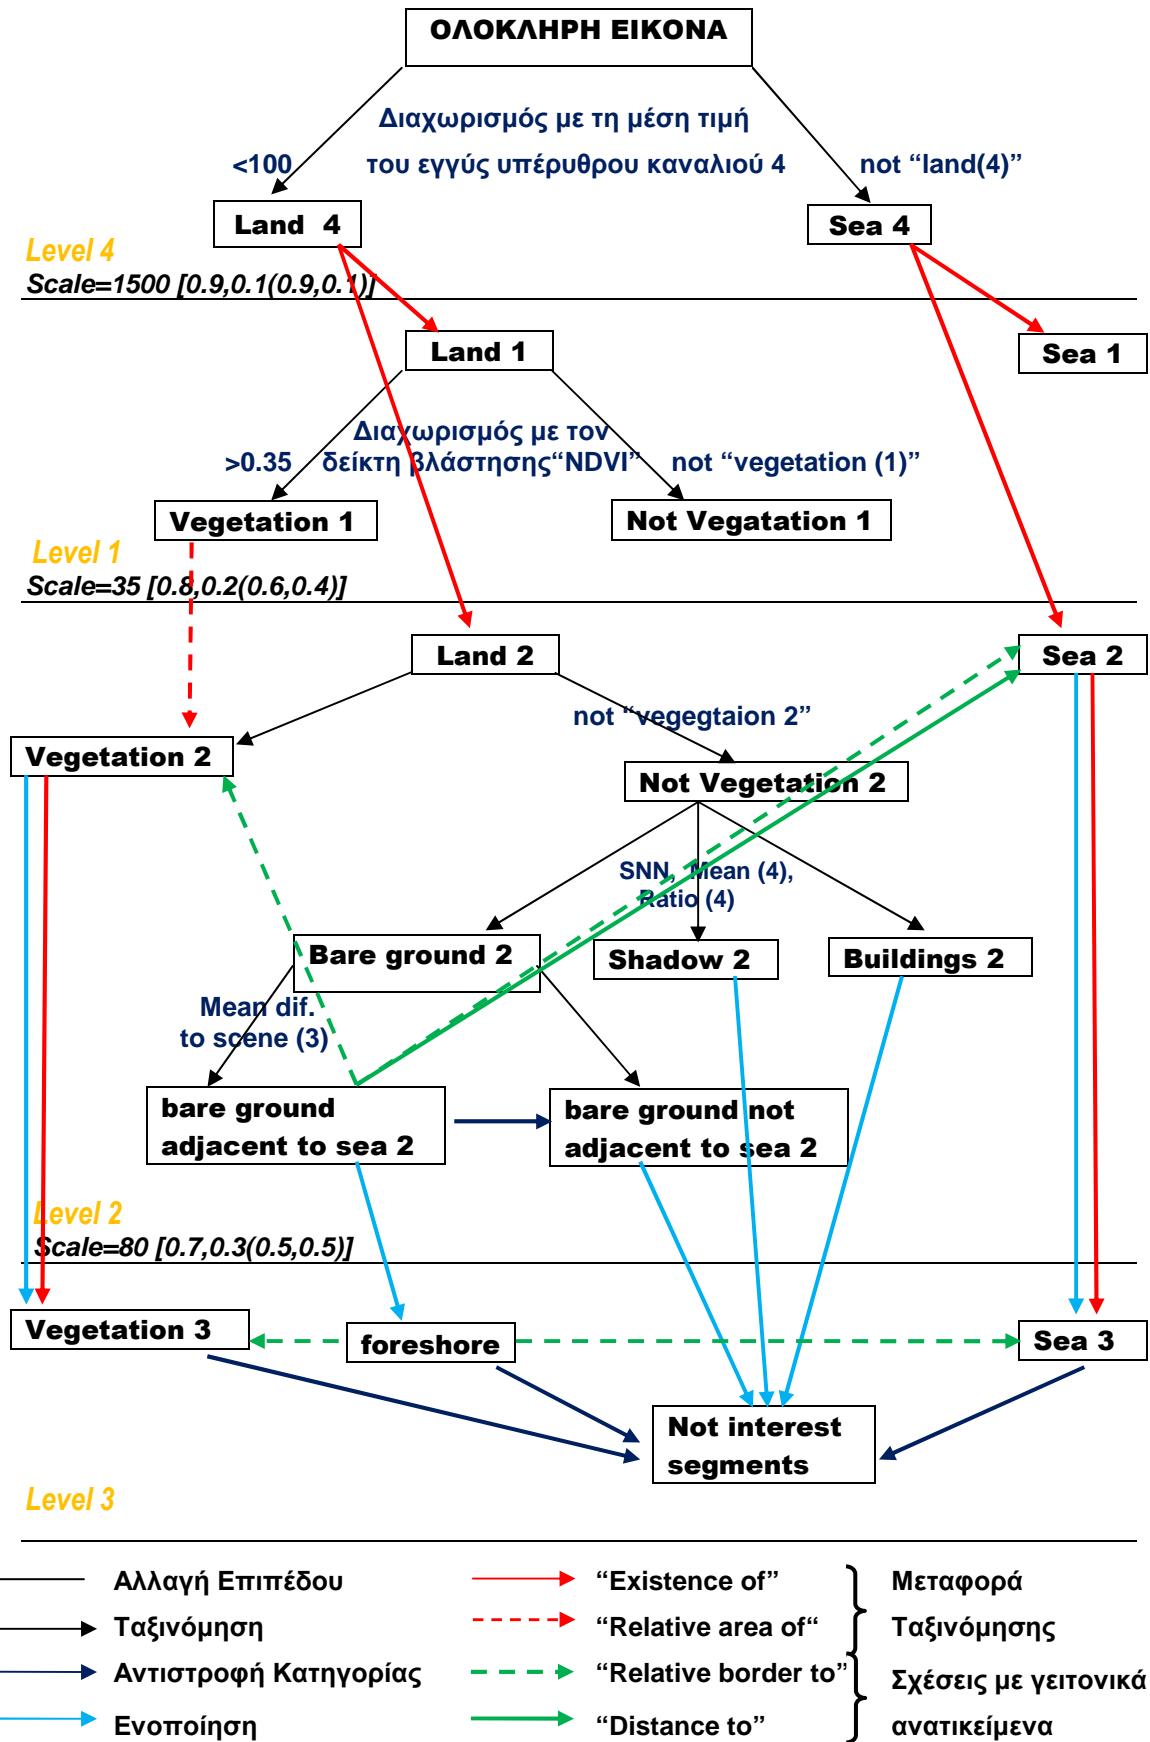 ΟΛΟΚΛΗΡΗ ΕΙΚΟΝΑ
Διαχωρισμός με τη μέση τιμή
<100 του εγγύς υπέρυθρου καναλιού 4 not “land(4)”
Land 4 Sea 4
Level 4
Scale=1500 [0.9,0.1(0.9,0.1)]
Land 1 Sea 1
Διαχωρισμός με τον
>0.35 δείκτη βλάστησης“NDVI” not “vegetation (1)”
Vegetation 1 Not Vegatation 1
Level 1
Scale=35 [0.8,0.2(0.6,0.4)]
Land 2 Sea 2
not “vegegtaion 2”
Vegetation 2
Not Vegetation 2
SNN, Mean (4),
Ratio (4)
Bare ground 2 Shadow 2 Buildings 2
Mean dif.
to scene (3)
bare ground
adjacent to sea 2
bare ground not
adjacent to sea 2
Level 2
Scale=80 [0.7,0.3(0.5,0.5)]
Vegetation 3 foreshore Sea 3
Not interest
segments
Level 3
Αλλαγή Επιπέδου “Existence of” Μεταφορά
Ταξινόμηση “Relative area of“ Ταξινόμησης
Αντιστροφή Κατηγορίας “Relative border to” Σχέσεις με γειτονικά
Ενοποίηση “Distance to” ανατικείμενα